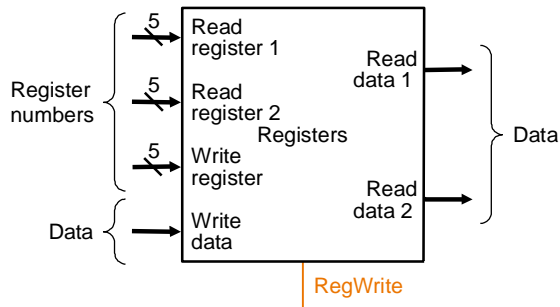 5
Read
register 1
5
Read
register 2
Register
numbers
5
Write
register
Registers
Read
data 1
Read
data 2
Data
Data
Write
data
RegWrite